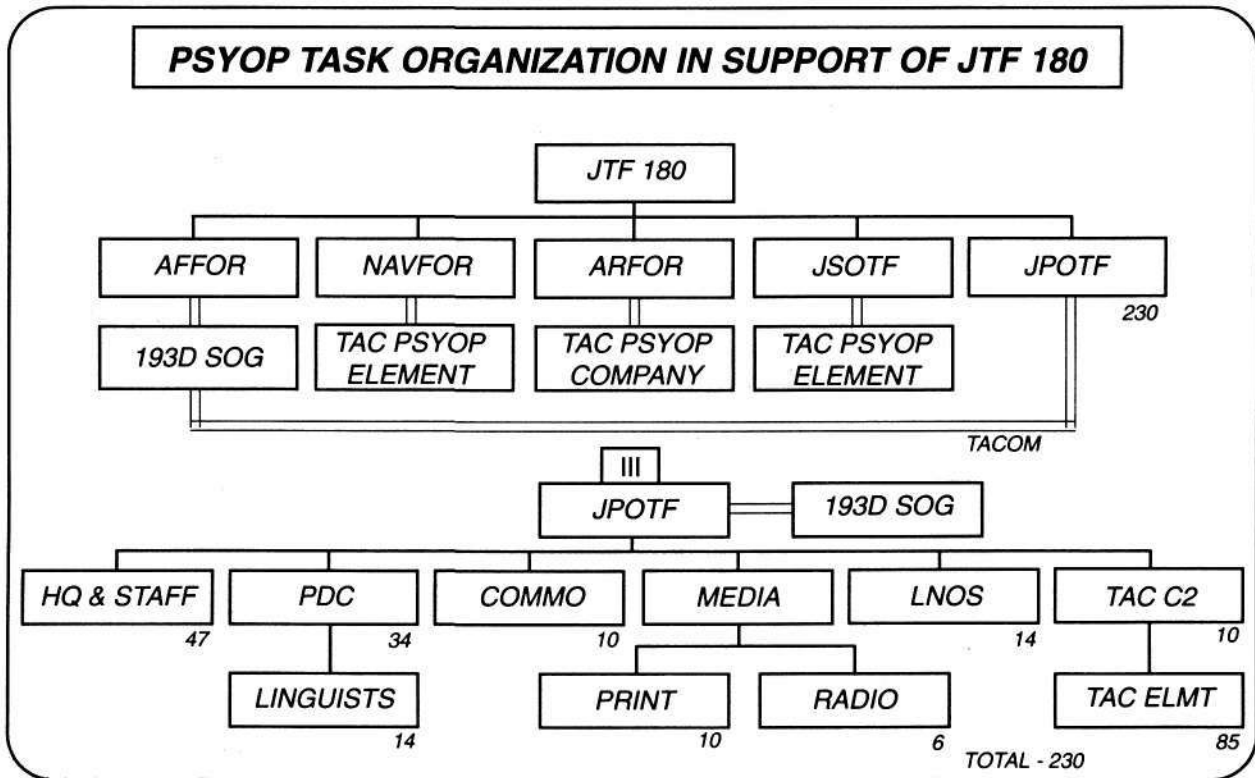 PSYOP TASK ORGANIZATION IN SUPPORT OF JTF 180
JTF 180
AFFOR
NAVFOR
ARFOR
JSOTF
JPOTF
230
193D SOG
TAC PSYOP
ELEMENT
TAC PSYOP
COMPANY
TAC PSYOP
ELEMENT
TACOM
III
JPOTF
193D SOG
HQ & STAFF
47
PDC
34
COMMO
10
MEDIA
LNOS
14
TAC C2
10
LINGUISTS
14
PRINT
10
RADIO
6
TAC ELMT
85
TOTAL - 230